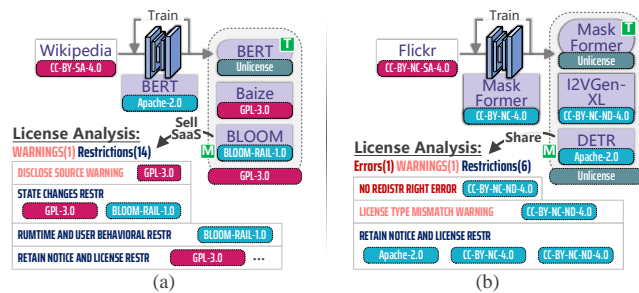 Train
Wikipedia
CC-BY-SA-4.0
BERT
Apache-2.0
BERT
T
Unlicense
Baize
GPL-3.0
BLOOM
BLOOM-RAIL-1.0
M
GPL-3.0
Sell
SaaS
License Analysis:
WARNINGS(1) Restrictions(14)
DISCLOSE SOURCE WARNING GPL-3.0
STATE CHANGES RESTR
GPL-3.0 BLOOM-RAIL-1.0
RUMTIME AND USER BEHAVIORAL RESTR BLOOM-RAIL-1.0
RETAIN NOTICE AND LICENSE RESTR GPL-3.0 ...
(a)
Train
Flickr
CC-BY-NC-SA-4.0
Mask
Former
CC-BY-NC-4.0
Mask
Former
T
Unlicense
I2VGen-
XL
CC-BY-NC-ND-4.0
DETR
Apache-2.0
M
Unlicense
Share
License Analysis:
Errors(1) WARNINGS(1) Restrictions(6)
NO REDISTR RIGHT ERROR CC-BY-NC-ND-4.0
LICENSE TYPE MISMATCH WARNING CC-BY-NC-ND-4.0
RETAIN NOTICE AND LICENSE RESTR
Apache-2.0 CC-BY-NC-4.0 CC-BY-NC-ND-4.0
(b)